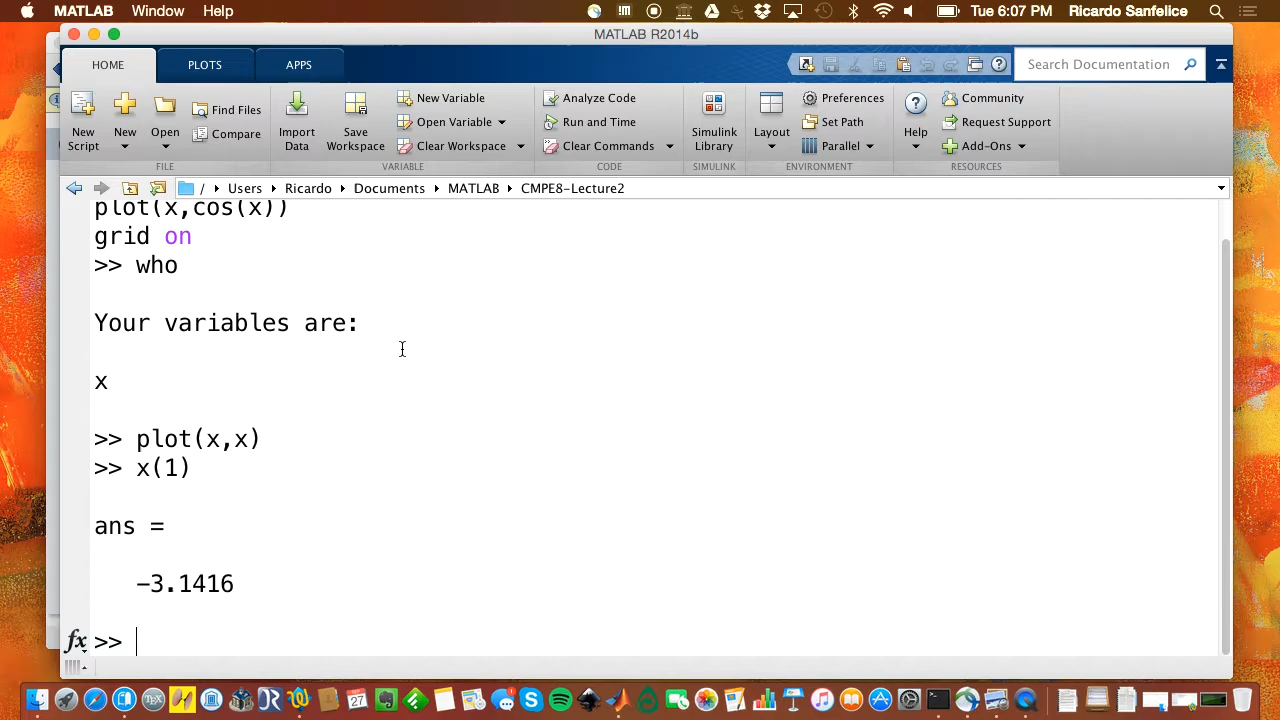 MATLAB Window Help Tue 6:07 PM Ricardo Sanfelice
MATLAB R2014b
HOME PLOTS APPS Search Documentation
New Script New Open Find Files Compare Import Data Save Workspace New Variable Open Variable Clear Workspace Analyze Code Run and Time Clear Commands Simulink Library Layout Preferences Set Path Parallel Help Community Request Support Add-Ons
FILE VARIABLE CODE SIMULINK ENVIRONMENT RESOURCES
/ Users Ricardo Documents MATLAB CMPE8-Lecture2
plot(x,cos(x))
grid on
>> who
Your variables are:
x
>> plot(x,x)
>> x(1)
ans =
-3.1416
fx >>
27